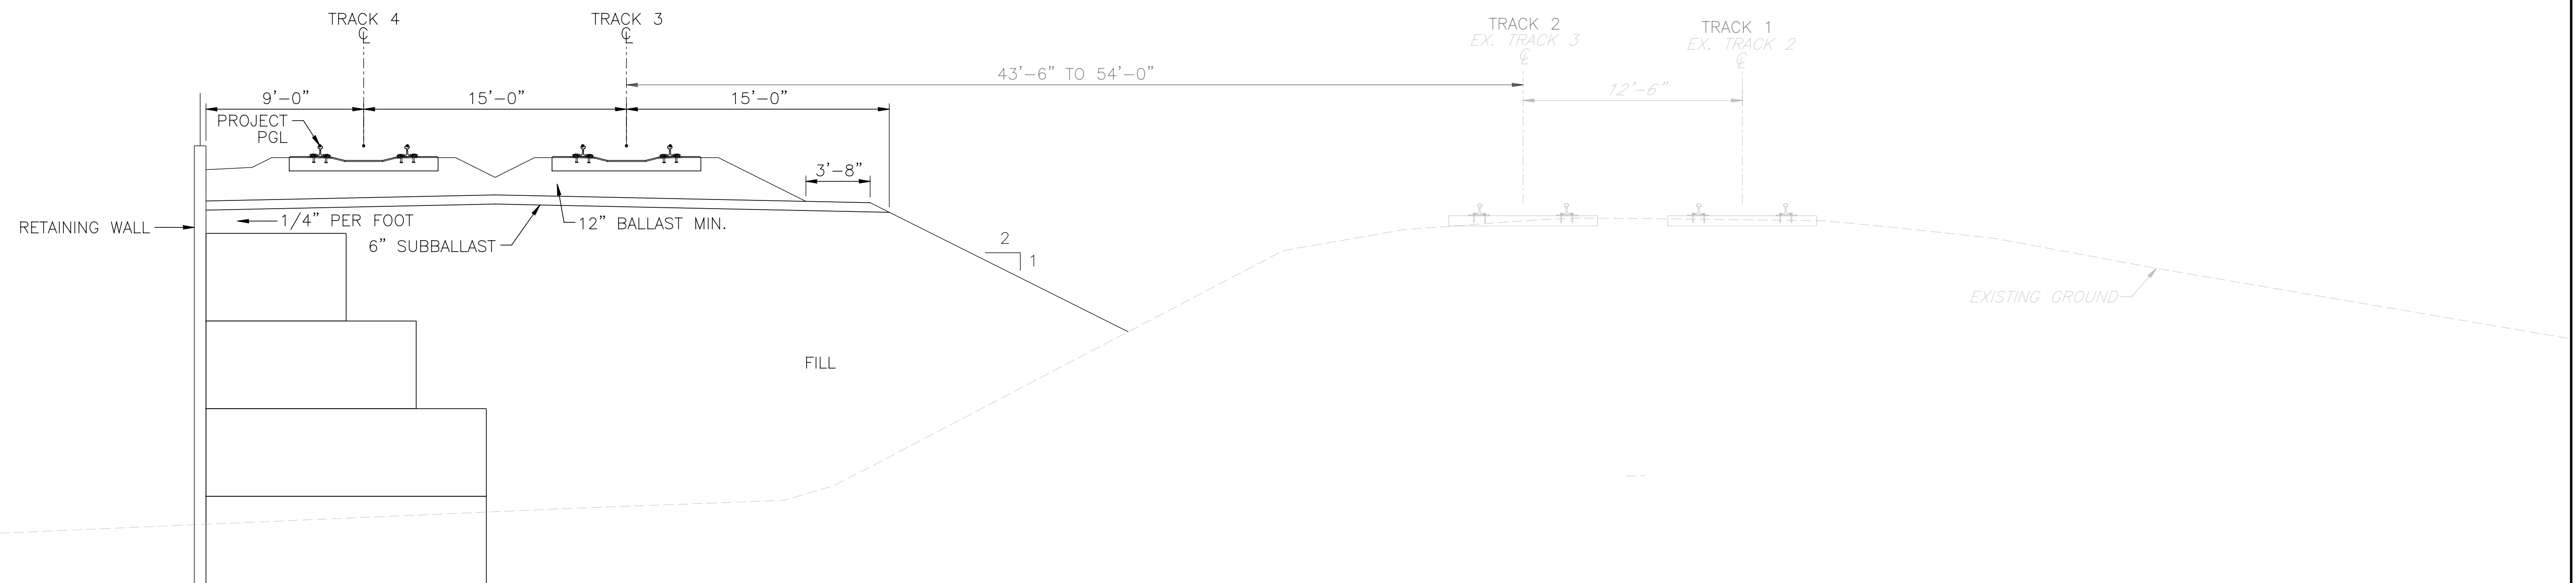 TRACK 4
℄
TRACK 3
℄
TRACK 2
EX. TRACK 3
℄
TRACK 1
EX. TRACK 2
℄
43'-6" TO 54'-0"
9'-0"
15'-0"
15'-0"
12'-6"
PROJECT
PGL
3'-8"
RETAINING WALL
1/4" PER FOOT
12" BALLAST MIN.
6" SUBBALLAST
2
1
EXISTING GROUND
FILL